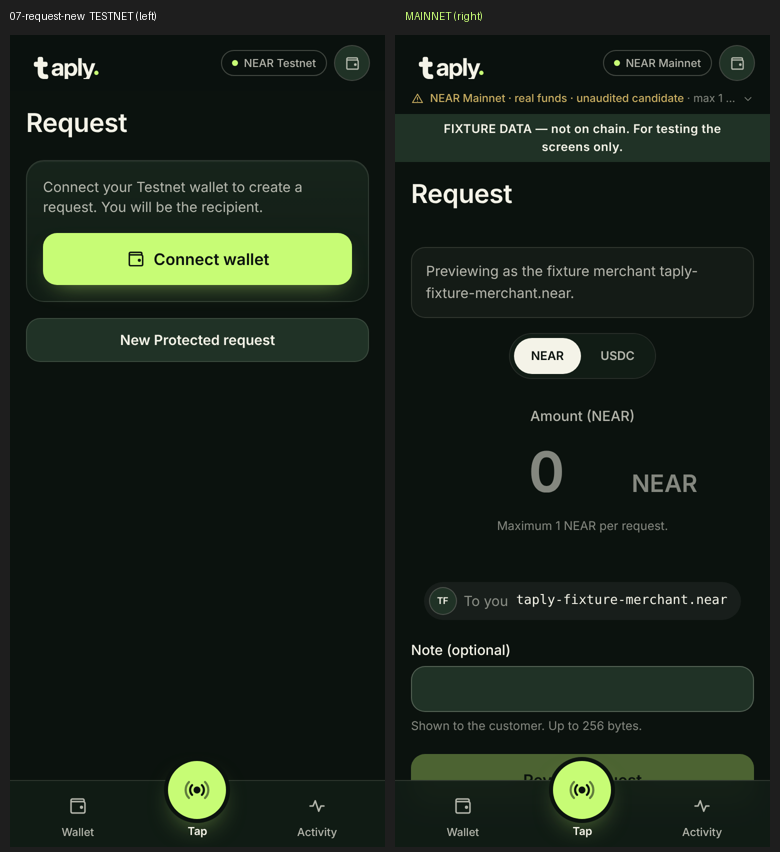 07-request-new TESTNET (left)
taply.
NEAR Testnet
Request
Connect your Testnet wallet to create a
request. You will be the recipient.
Connect wallet
New Protected request
Wallet
Tap
Activity
MAINNET (right)
taply.
NEAR Mainnet
NEAR Mainnet · real funds · unaudited candidate · max 1 ...
FIXTURE DATA — not on chain. For testing the
screens only.
Request
Previewing as the fixture merchant taply-
fixture-merchant.near.
NEAR
USDC
Amount (NEAR)
0 NEAR
Maximum 1 NEAR per request.
TF To you taply-fixture-merchant.near
Note (optional)
Shown to the customer. Up to 256 bytes.
Wallet
Tap
Activity